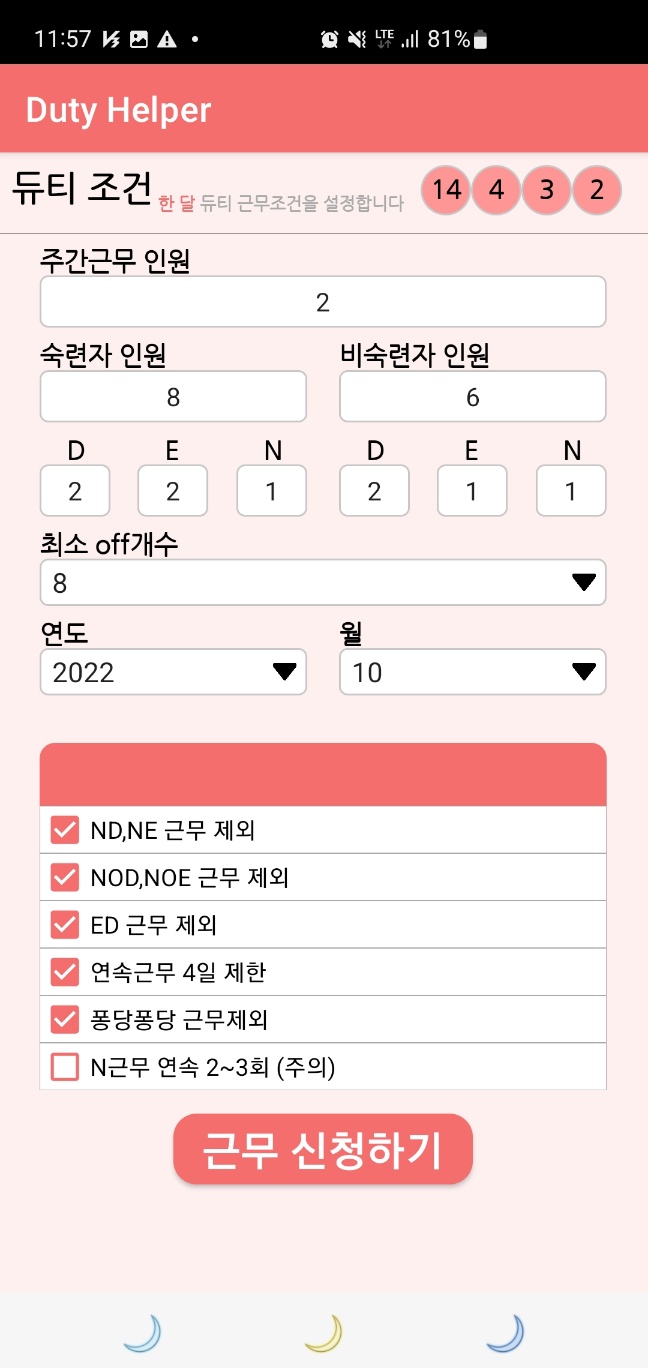 11:57 LTE 81%
Duty Helper
듀티 조건 한 달 듀티 근무조건을 설정합니다 14 4 3 2
주간근무 인원
2
숙련자 인원 비숙련자 인원
8 6
D E N D E N
2 2 1 2 1 1
최소 off개수
8
연도 월
2022 10
ND,NE 근무 제외
NOD,NOE 근무 제외
ED 근무 제외
연속근무 4일 제한
퐁당퐁당 근무제외
N근무 연속 2~3회 (주의)
근무 신청하기